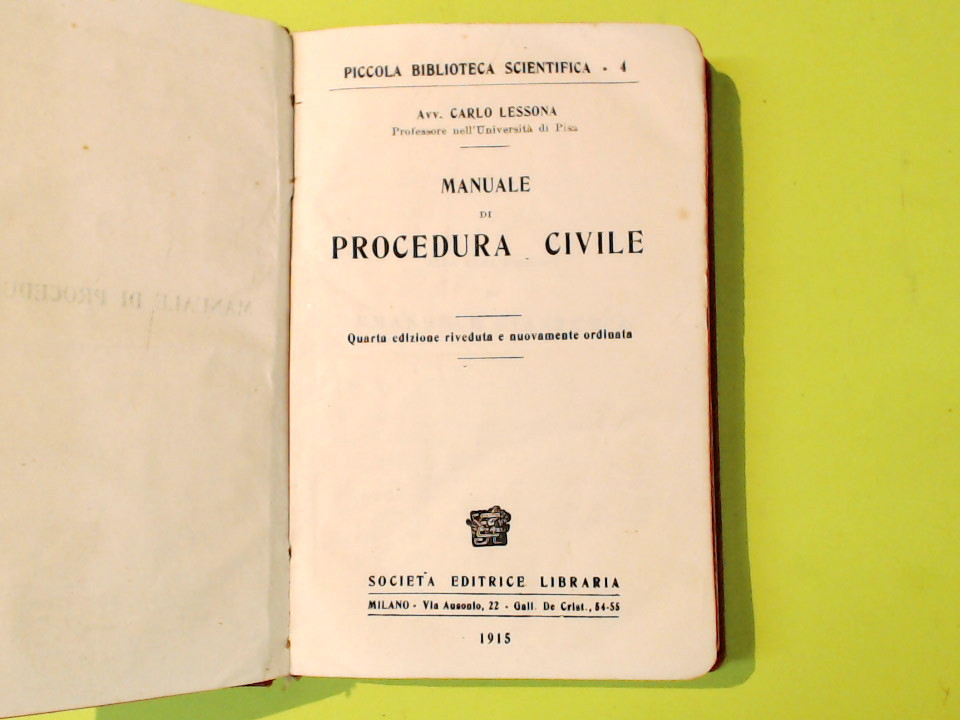 PICCOLA BIBLIOTECA SCIENTIFICA - 4
Avv. CARLO LESSONA
Professore nell'Università di Pisa
MANUALE
DI
PROCEDURA CIVILE
Quarta edizione riveduta e nuovamente ordinata
SOCIETÀ EDITRICE LIBRARIA
MILANO - Via Ausonio, 22 - Gall. De Crist., 54-55
1915